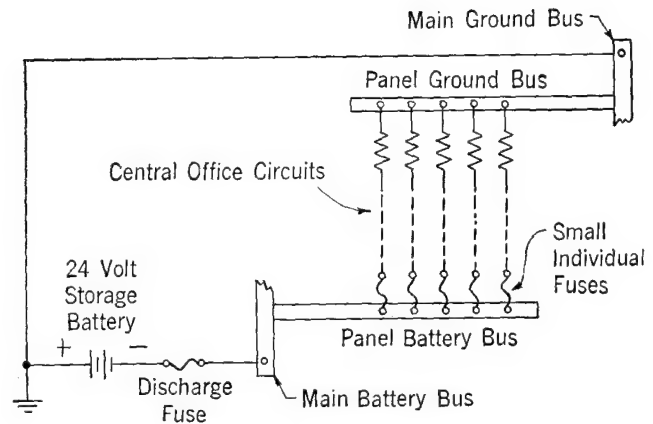 Main Ground Bus
Panel Ground Bus
Central Office Circuits
Small
Individual
Fuses
24 Volt
Storage
Battery
+
−
Panel Battery Bus
Discharge
Fuse
Main Battery Bus